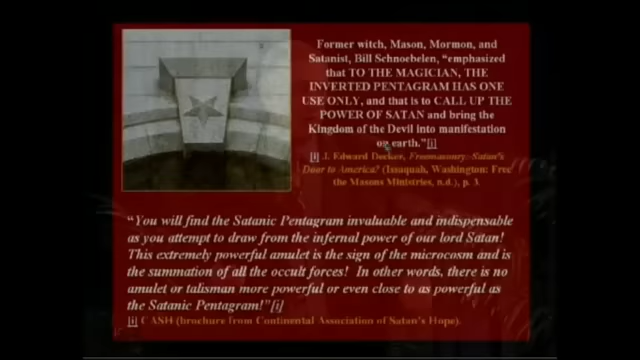 Former witch, Mason, Mormon, and
Satanist, Bill Schnoebelen, "emphasized
that TO THE MAGICIAN, THE
INVERTED PENTAGRAM HAS ONE
USE ONLY, and that is to CALL UP THE
POWER OF SATAN and bring the
Kingdom of the Devil into manifestation
on earth."[i]
[i] J. Edward Decker, Freemasonry: Satan's
Door to America? (Issaquah, Washington: Free
the Masons Ministries, n.d.), p. 3.
"You will find the Satanic Pentagram invaluable and indispensable
as you attempt to draw from the infernal power of our lord Satan!
This extremely powerful amulet is the sign of the microcosm and is
the summation of all the occult forces! In other words, there is no
amulet or talisman more powerful or even close to as powerful as
the Satanic Pentagram!"[i]
[i] CASH (brochure from Continental Association of Satan's Hope).